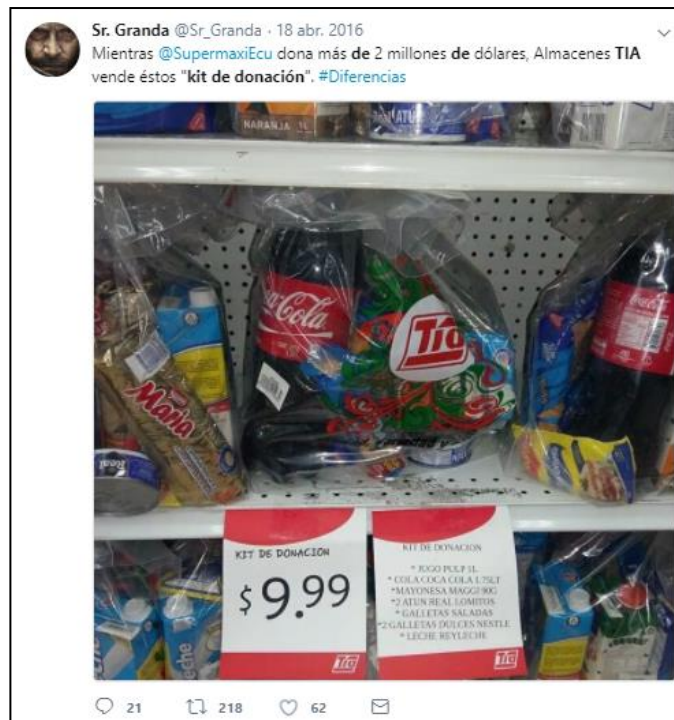 Sr. Granda @Sr_Granda · 18 abr. 2016
Mientras @SupermaxiEcu dona más de 2 millones de dólares, Almacenes TIA
vende éstos "kit de donación". #Diferencias
NARANJA 1L
Coca-Cola
Tía
Maria
Real
KIT DE DONACION
$9.99
Tía
KIT DE DONACION
* JUGO PULP 1L
* COLA COCA COLA 1.75LT
*MAYONESA MAGGI 90G
*2 ATUN REAL LOMITOS
* GALLETAS SALADAS
*2 GALLETAS DULCES NESTLE
* LECHE REYLECHE
Tía
leche
21 218 62